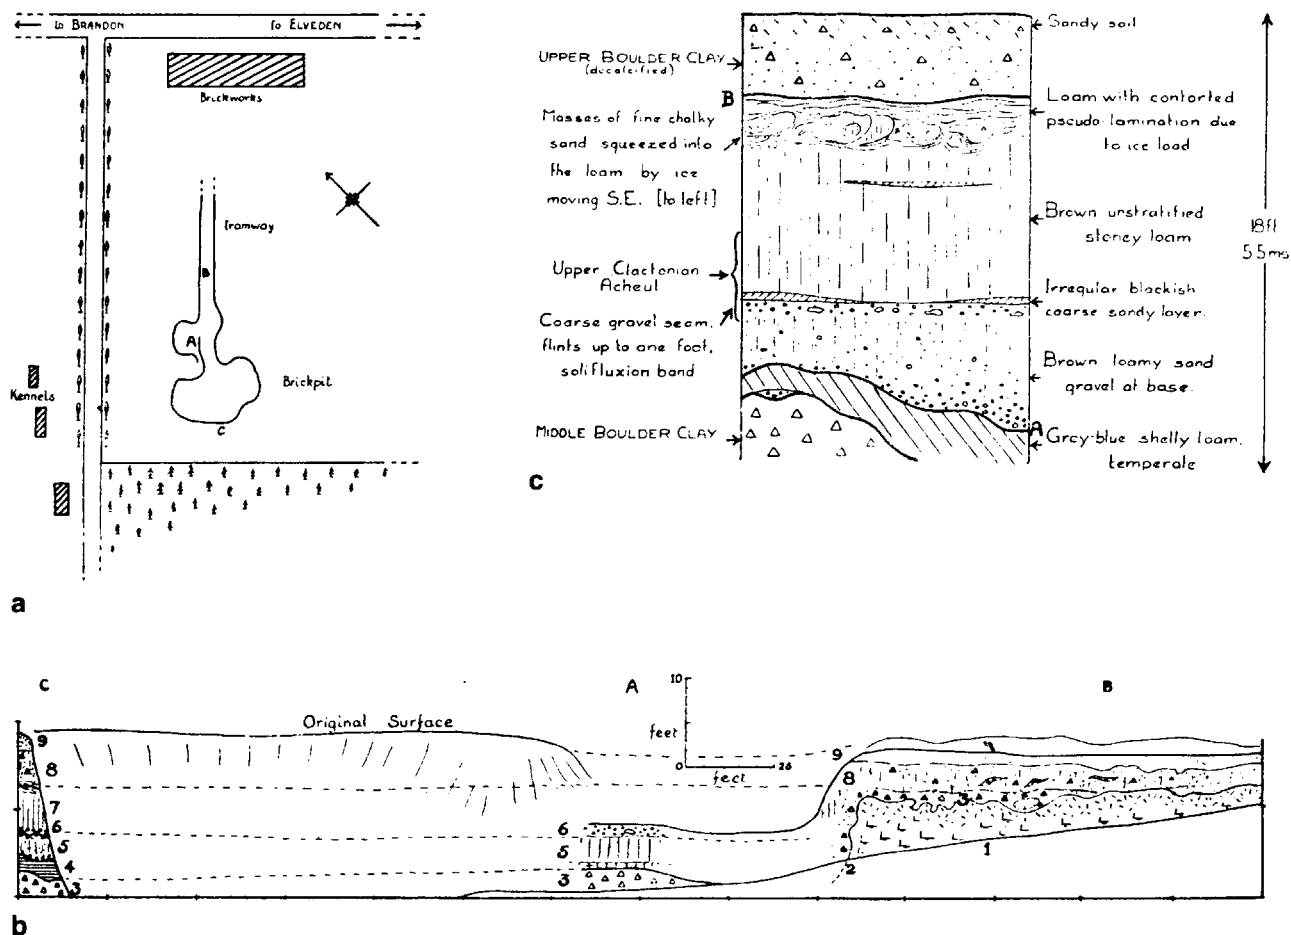 to BRANDON
to ELVEDEN
Brickworks
Tramway
B
A
Kennels
Brickpit
C
a
UPPER BOULDER CLAY
(decalcified)
B
Masses of fine chalky
sand squeezed into
the loam by ice
moving S.E. [to left]
Upper Clactonian
Acheul
Coarse gravel seam,
flints up to one foot,
solifluxion band
MIDDLE BOULDER CLAY
Sandy soil
Loam with contorted
pseudo-lamination due
to ice load
Brown unstratified
stoney loam
Irregular blackish
coarse sandy layer.
Brown loamy sand
gravel at base.
A
Grey-blue shelly loam,
temperate
18ft
5.5ms
c
C
A
B
Original Surface
10
feet
0
feet
26
9
8
7
6
5
4
3
6
5
3
9
8
2
9
3
1
b